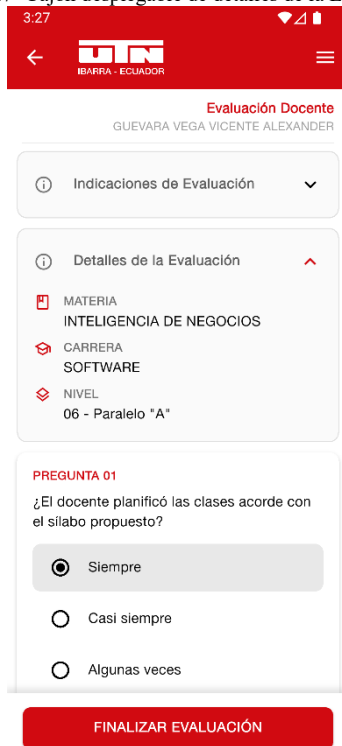 3:27
UTN
IBARRA - ECUADOR
Evaluación Docente
GUEVARA VEGA VICENTE ALEXANDER
Indicaciones de Evaluación
Detalles de la Evaluación
MATERIA
INTELIGENCIA DE NEGOCIOS
CARRERA
SOFTWARE
NIVEL
06 - Paralelo "A"
PREGUNTA 01
¿El docente planificó las clases acorde con
el sílabo propuesto?
Siempre
Casi siempre
Algunas veces
FINALIZAR EVALUACIÓN